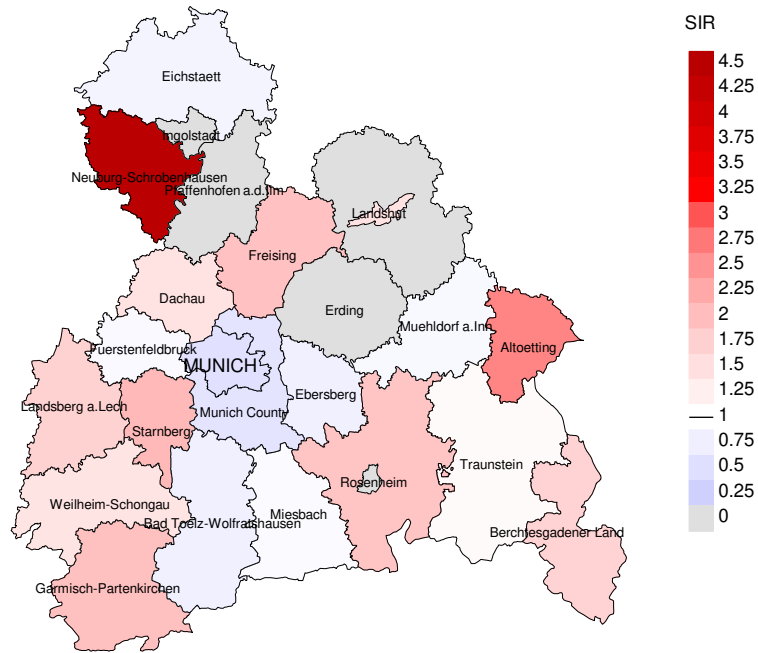 SIR
4.5
4.25
4
3.75
3.5
3.25
3
2.75
2.5
2.25
2
1.75
1.5
1.25
1
0.75
0.5
0.25
0
Eichstaett
Ingolstadt
Neuburg-Schrobenhausen
Pfaffenhofen a.d.Ilm
Landshut
Freising
Dachau
Erding
Muehldorf a.Inn
Fuerstenfeldbruck
Altoetting
MUNICH
Ebersberg
Landsberg a.Lech
Munich County
Starnberg
Traunstein
Rosenheim
Weilheim-Schongau
Miesbach
Bad Toelz-Wolfratshausen
Berchtesgadener Land
Garmisch-Partenkirchen